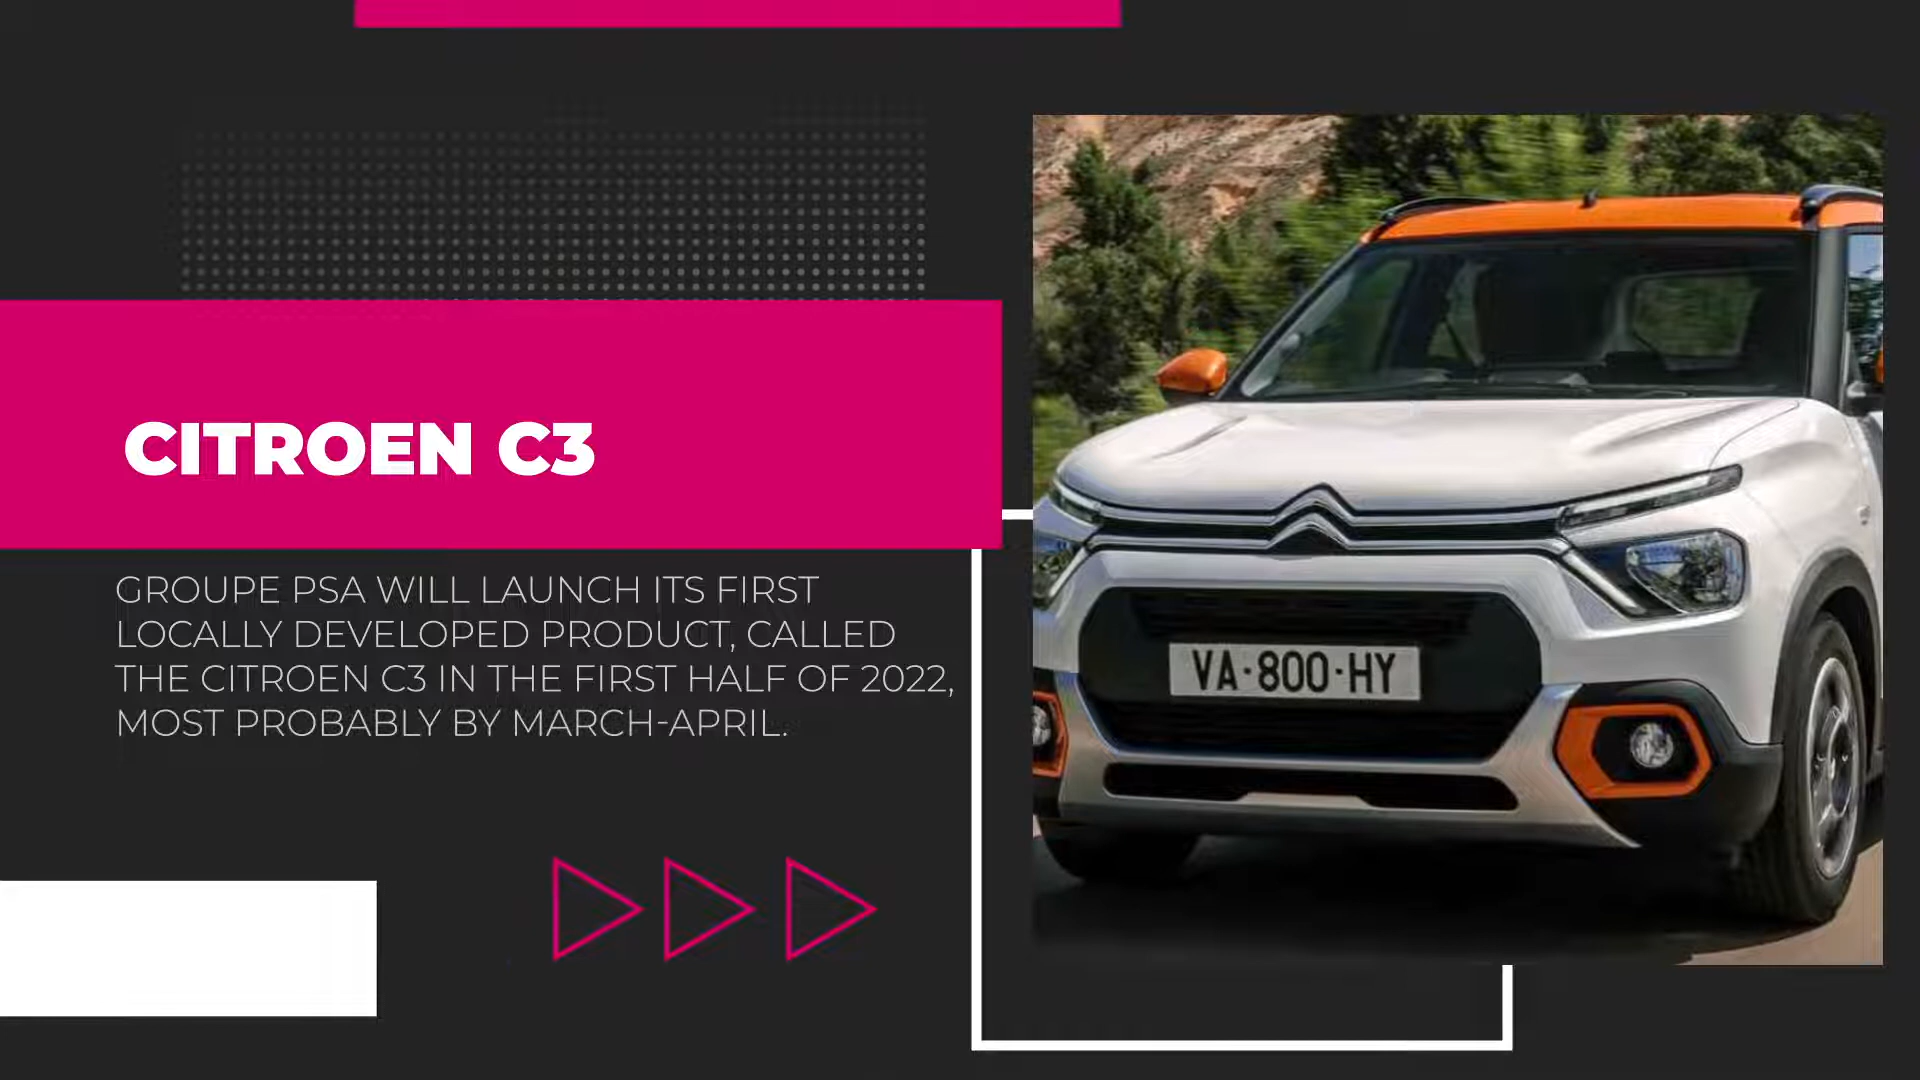 CITROEN C3
GROUPE PSA WILL LAUNCH ITS FIRST
LOCALLY DEVELOPED PRODUCT, CALLED
THE CITROEN C3 IN THE FIRST HALF OF 2022,
MOST PROBABLY BY MARCH-APRIL.
VA·800·HY